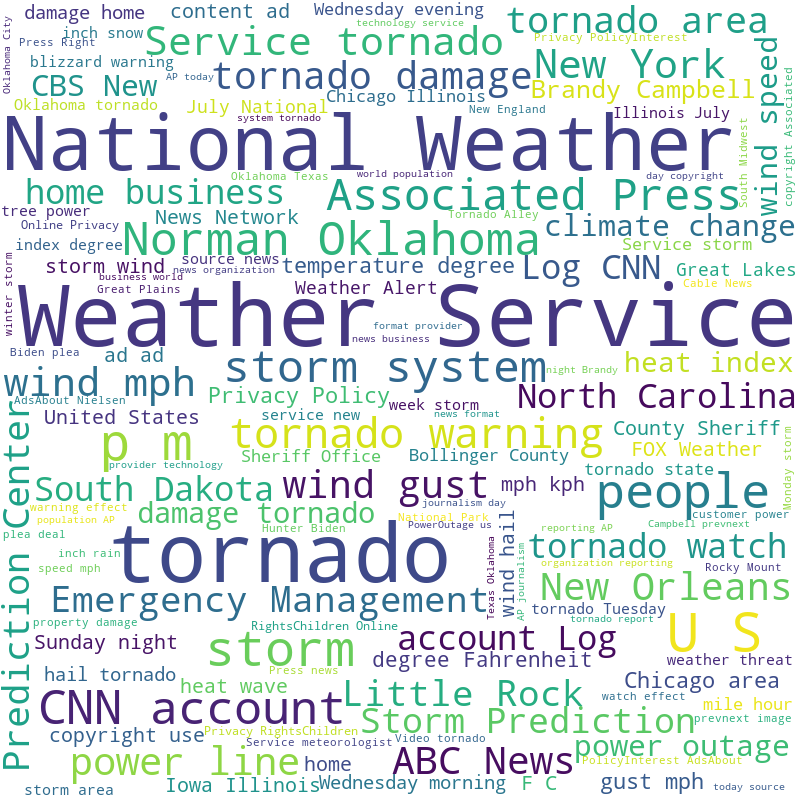 damage home
content ad
Wednesday evening
technology service
tornado area
Oklahoma City
inch snow
Press Right
Service tornado
Privacy PolicyInterest
New York
blizzard warning
CBS New
AP today
tornado damage
Brandy Campbell
wind speed
copyright Associated
Chicago Illinois
Oklahoma tornado
July National
New England
Illinois July
system tornado
National Weather
South Midwest
Oklahoma Texas
world population
day copyright
home business
Associated Press
tree power
News Network
Tornado Alley
climate change
Online Privacy
Norman Oklahoma
index degree
Service storm
source news
storm wind
news organization
temperature degree
Log CNN
Great Lakes
business world
winter storm
Great Plains
Weather Alert
Cable News
Weather Service
format provider
news business
Biden plea
ad ad
storm system
night Brandy
heat index
wind mph
AdsAbout Nielsen
Privacy Policy
week storm
North Carolina
United States
service new
news format
p m
tornado warning
County Sheriff
Prediction Center
Sheriff Office
Bollinger County
FOX Weather
provider technology
tornado state
Monday storm
South Dakota
wind gust
mph kph
people
warning effect
damage tornado
journalism day
population AP
National Park
customer power
PowerOutage us
Hunter Biden
reporting AP
Campbell prevnext
plea deal
tornado
wind hail
tornado watch
inch rain
Texas Oklahoma
AP journalism
organization reporting
speed mph
Rocky Mount
New Orleans
Emergency Management
tornado Tuesday
property damage
RightsChildren Online
tornado report
Sunday night
storm
account Log
U S
degree Fahrenheit
weather threat
hail tornado
Press news
heat wave
Chicago area
Little Rock
watch effect
CNN account
mile hour
Storm Prediction
prevnext image
copyright use
Privacy RightsChildren
Service meteorologist
Video tornado
power outage
power line
home
ABC News
PolicyInterest AdsAbout
storm area
Iowa Illinois
Wednesday morning
F C
gust mph
today source